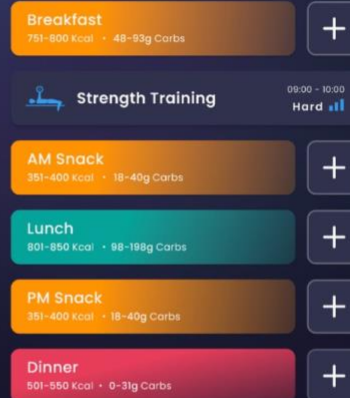 Breakfast
751-800 Kcal • 48-93g Carbs
09:00 - 10:00
Strength Training
Hard
AM Snack
351-400 Kcal • 18-40g Carbs
Lunch
801-850 Kcal • 98-198g Carbs
PM Snack
351-400 Kcal • 18-40g Carbs
Dinner
501-550 Kcal • 0-31g Carbs